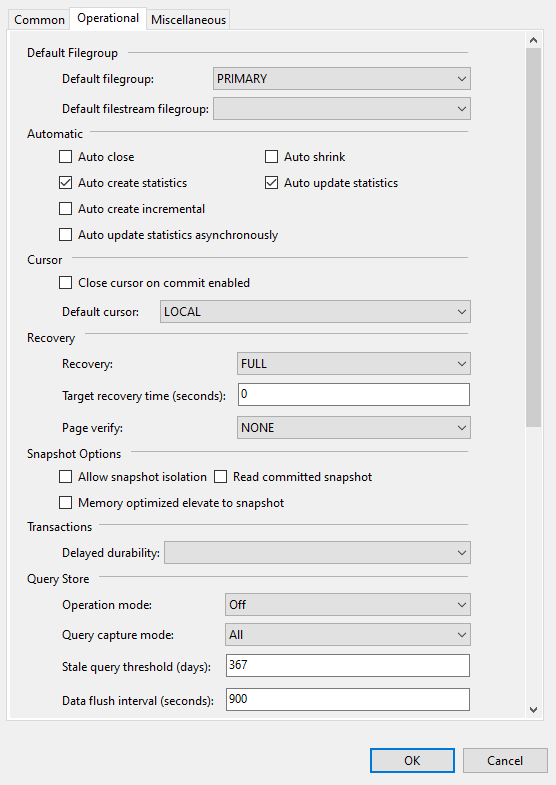 Common Operational Miscellaneous
Default Filegroup
Default filegroup: PRIMARY
Default filestream filegroup:
Automatic
Auto close Auto shrink
Auto create statistics Auto update statistics
Auto create incremental
Auto update statistics asynchronously
Cursor
Close cursor on commit enabled
Default cursor: LOCAL
Recovery
Recovery: FULL
Target recovery time (seconds): 0
Page verify: NONE
Snapshot Options
Allow snapshot isolation Read committed snapshot
Memory optimized elevate to snapshot
Transactions
Delayed durability:
Query Store
Operation mode: Off
Query capture mode: All
Stale query threshold (days): 367
Data flush interval (seconds): 900
OK Cancel